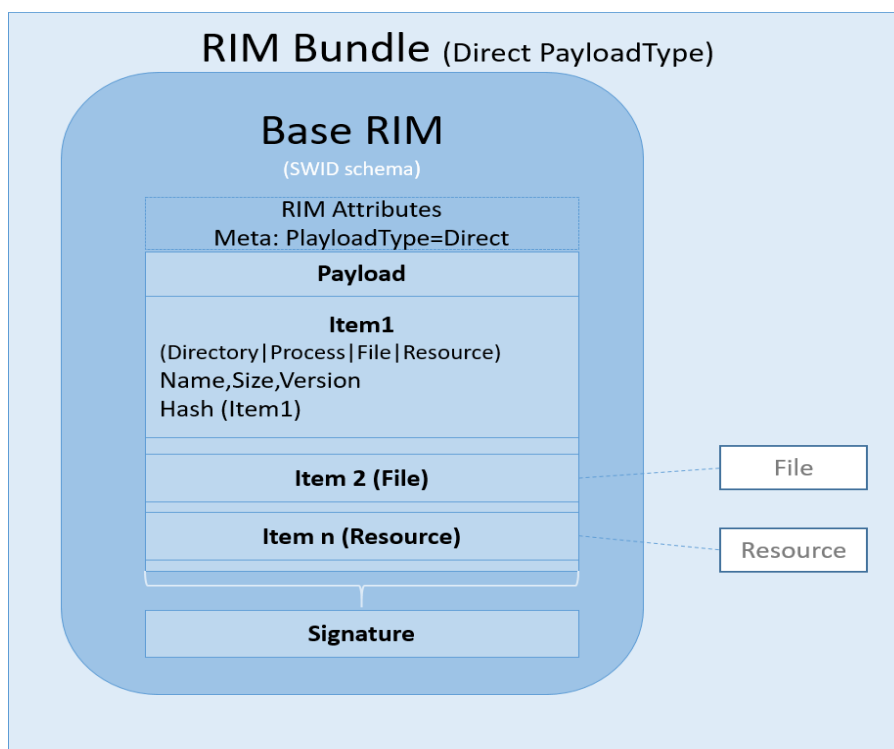 RIM Bundle (Direct PayloadType)
Base RIM
(SWID schema)
RIM Attributes
Meta: PlayloadType=Direct
Payload
Item1
(Directory|Process|File|Resource)
Name,Size,Version
Hash (Item1)
Item 2 (File)
File
Item n (Resource)
Resource
Signature